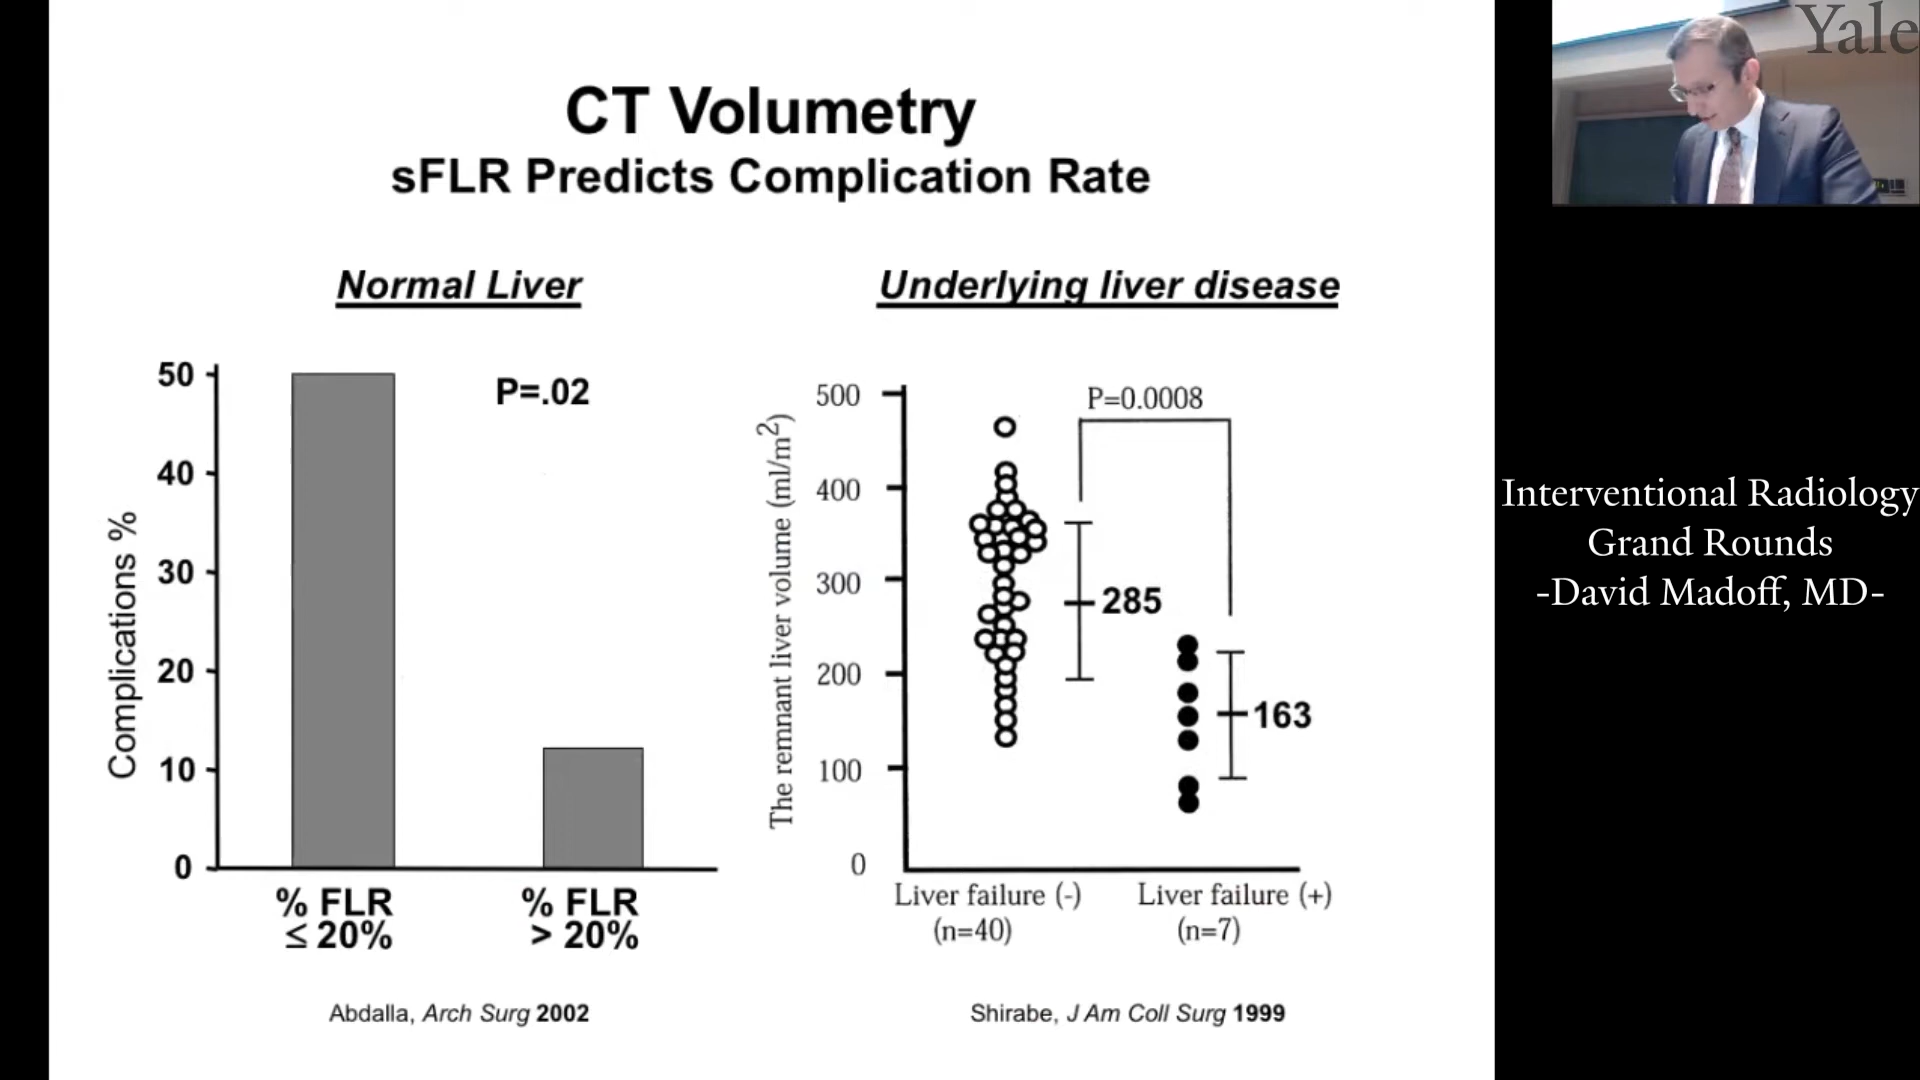 CT Volumetry
sFLR Predicts Complication Rate
Normal Liver
50
40
30
20
10
0
Complications %
P=.02
% FLR
≤ 20%
% FLR
> 20%
Abdalla, Arch Surg 2002
Underlying liver disease
The remnant liver volume (ml/m²)
500
400
300
200
100
0
P=0.0008
285
163
Liver failure (-)
(n=40)
Liver failure (+)
(n=7)
Shirabe, J Am Coll Surg 1999
Yale
Interventional Radiology
Grand Rounds
-David Madoff, MD-